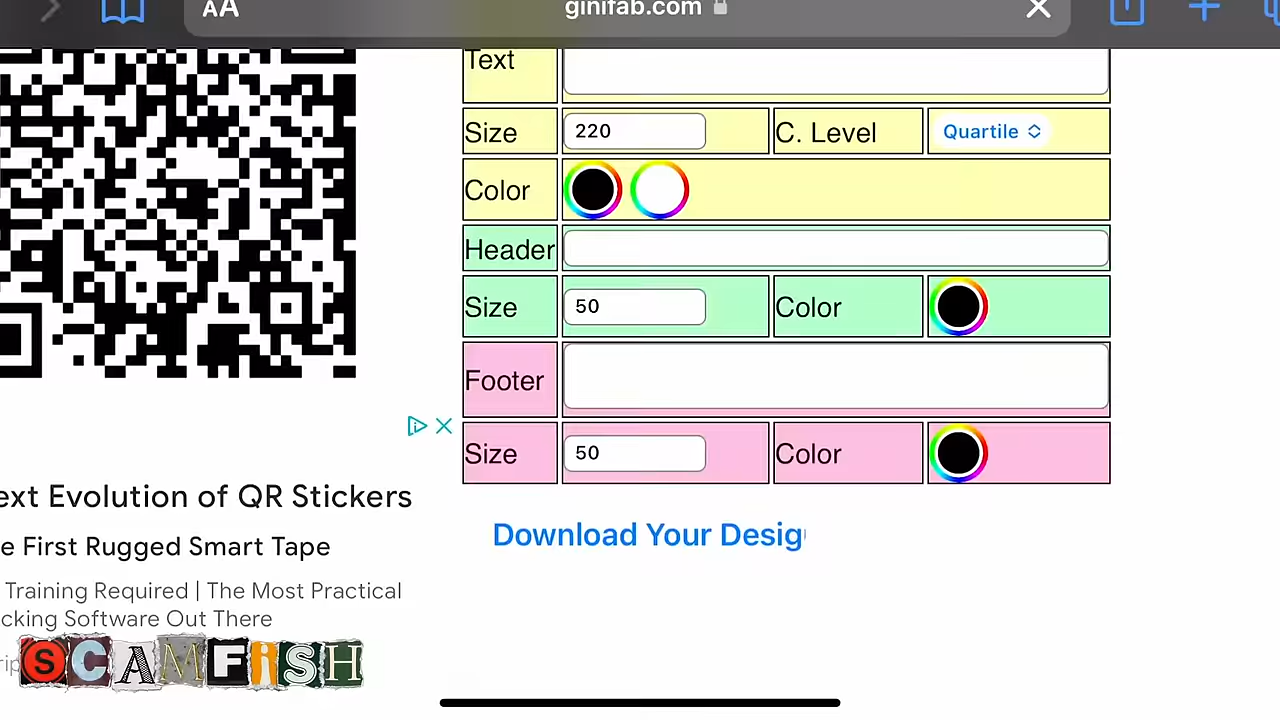 AA
ginifab.com
Text
Size
220
C. Level
Quartile
Color
Header
Size
50
Color
Footer
Size
50
Color
Download Your Desig
ext Evolution of QR Stickers
e First Rugged Smart Tape
Training Required | The Most Practical
cking Software Out There
SCAMFiSH